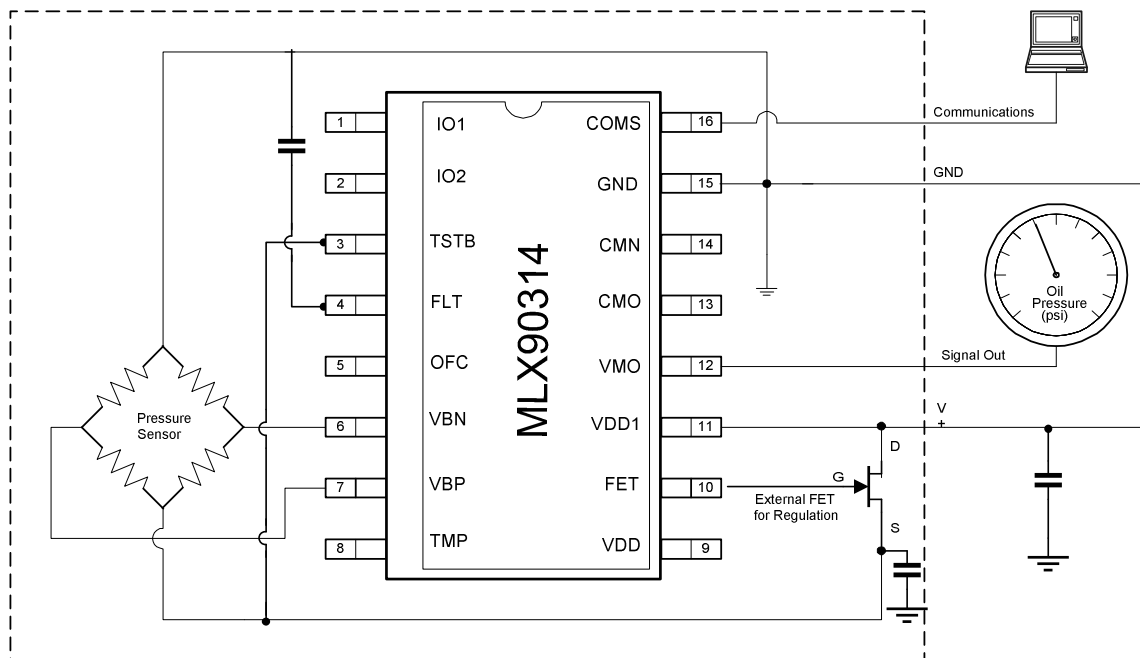 Communications
GND
Oil
Pressure
(psi)
Signal Out
V
+
MLX90314
1 IO1
2 IO2
3 TSTB
4 FLT
5 OFC
6 VBN
7 VBP
8 TMP
COMS 16
GND 15
CMN 14
CMO 13
VMO 12
VDD1 11
FET 10
VDD 9
Pressure
Sensor
D
G
S
External FET
for Regulation